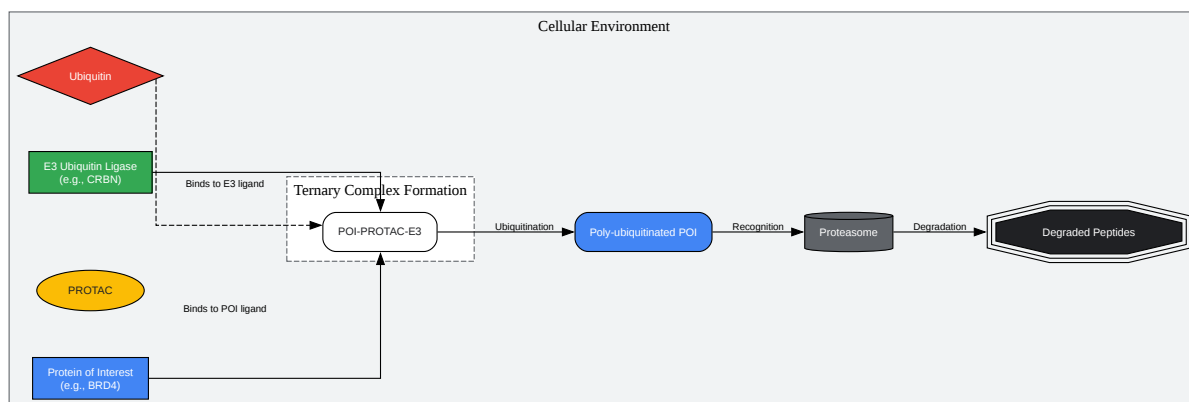 Cellular Environment
Ubiquitin
E3 Ubiquitin Ligase
(e.g., CRBN)
Binds to E3 ligand
Ternary Complex Formation
POI-PROTAC-E3
Ubiquitination
Poly-ubiquitinated POI
Recognition
Proteasome
Degradation
Degraded Peptides
PROTAC
Binds to POI ligand
Protein of Interest
(e.g., BRD4)